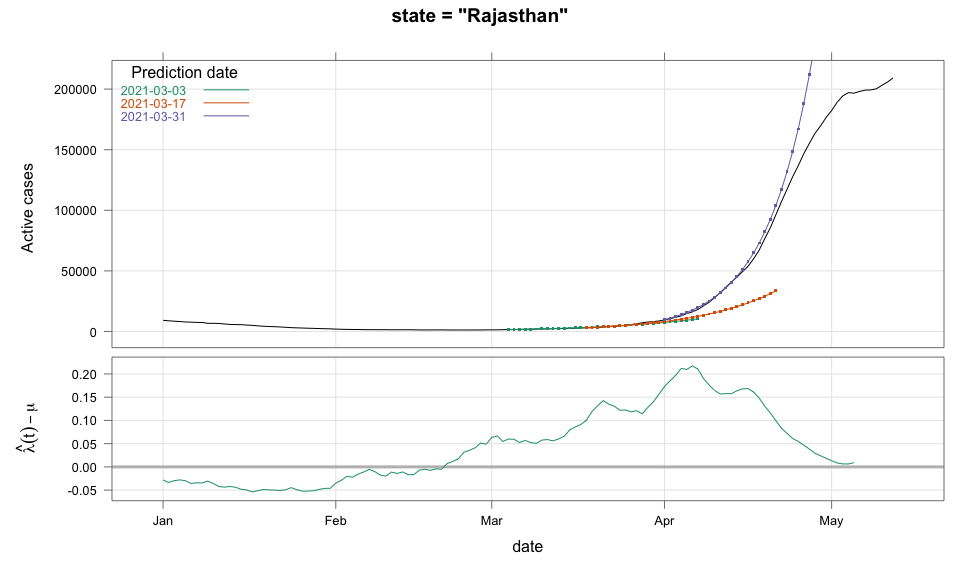 state = "Rajasthan"
Prediction date
2021-03-03
2021-03-17
2021-03-31
Active cases
200000
150000
100000
50000
0
λ̂(t) − μ
0.20
0.15
0.10
0.05
0.00
-0.05
Jan Feb Mar Apr May
date